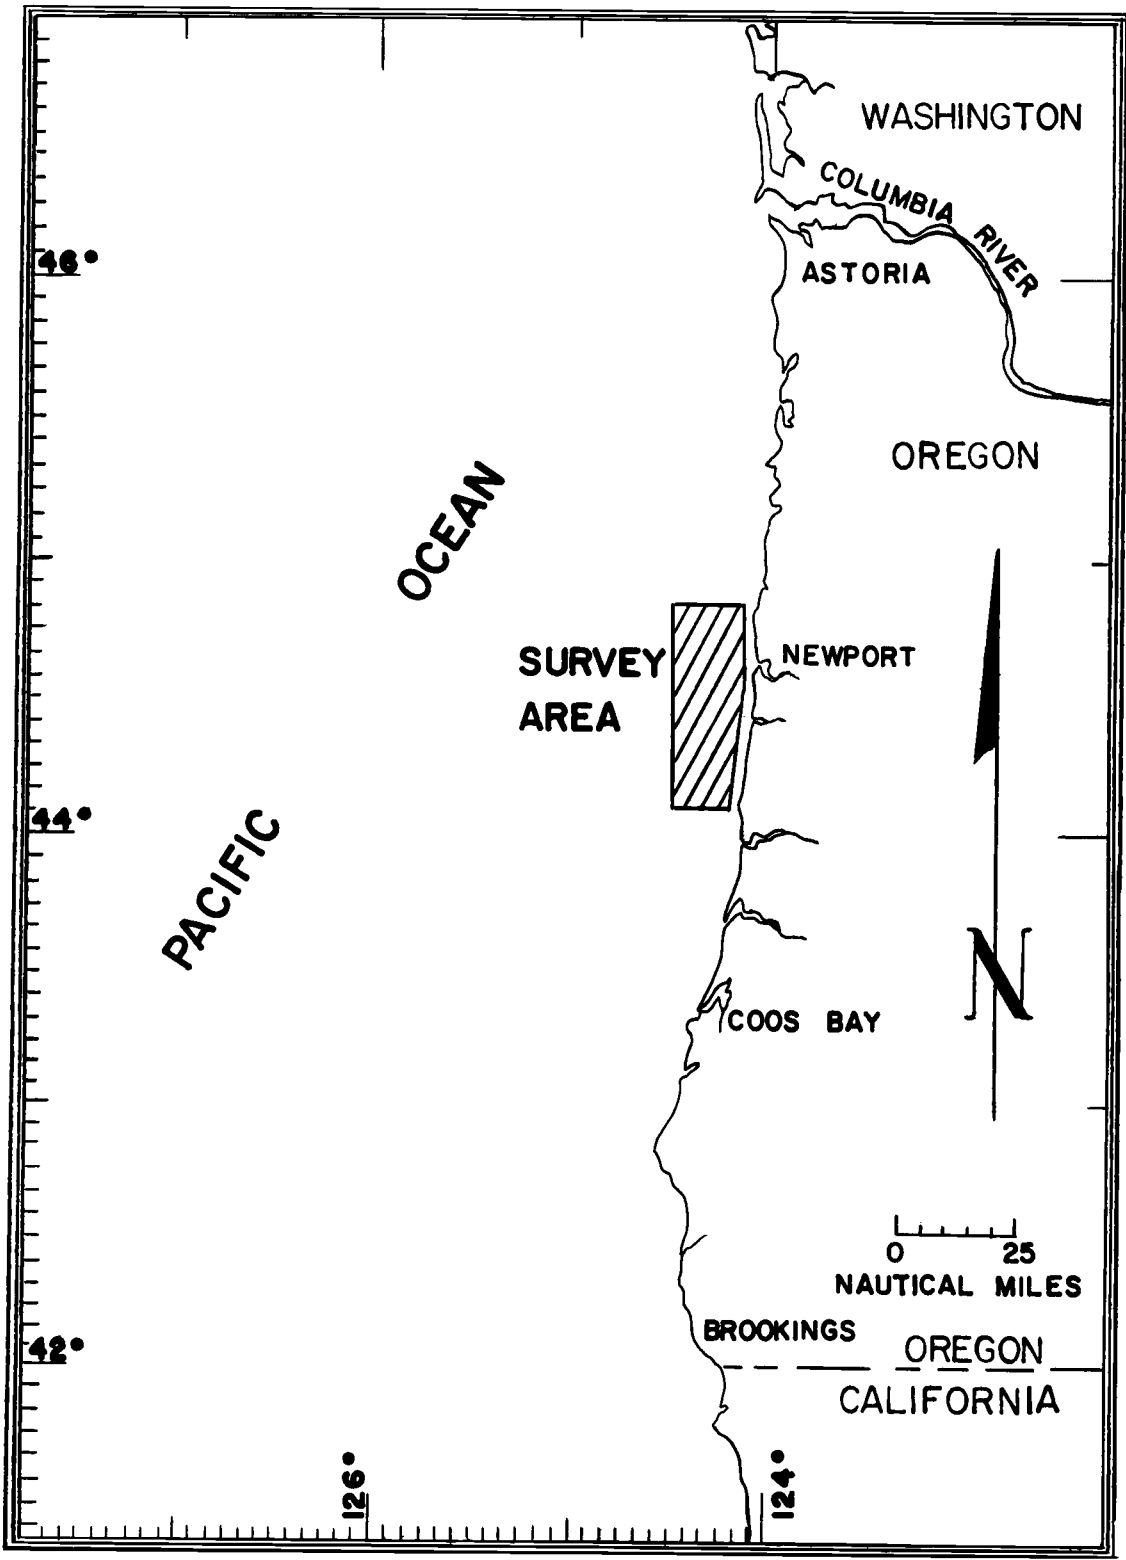 WASHINGTON
COLUMBIA RIVER
46°
ASTORIA
OREGON
OCEAN
SURVEY
AREA
NEWPORT
44°
PACIFIC
N
COOS BAY
0 25
NAUTICAL MILES
BROOKINGS
42°
OREGON
CALIFORNIA
126°
124°